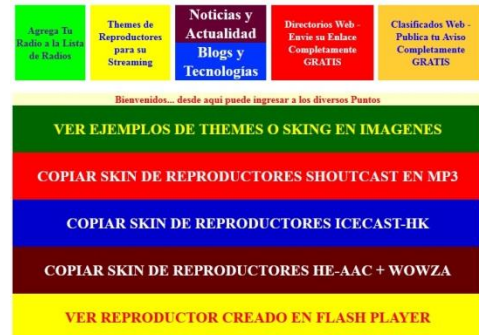 Agrega Tu
Radio a la Lista
de Radios
Themes de
Reproductores
para su
Streaming
Noticias y
Actualidad
Blogs y
Tecnologías
Directorios Web -
Envie su Enlace
Completamente
GRATIS
Clasificados Web -
Publica tu Aviso
Completamente
GRATIS
Bienvenidos... desde aqui puede ingresar a los diversos Puntos
VER EJEMPLOS DE THEMES O SKING EN IMAGENES
COPIAR SKIN DE REPRODUCTORES SHOUTCAST EN MP3
COPIAR SKIN DE REPRODUCTORES ICECAST-HK
COPIAR SKIN DE REPRODUCTORES HE-AAC + WOWZA
VER REPRODUCTOR CREADO EN FLASH PLAYER